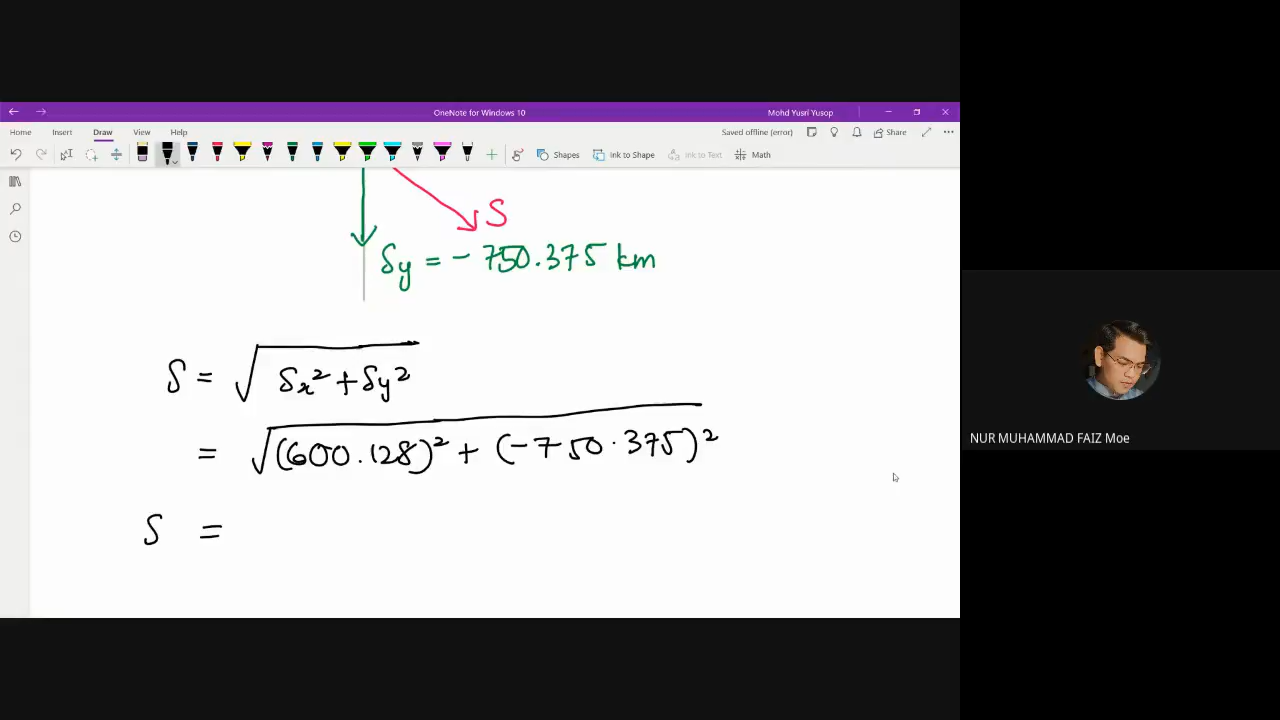 OneNote for Windows 10
Mohd Yusri Yusop
Home Insert Draw View Help
Saved offline (error) Share
Shapes Ink to Shape Ink to Text Math
S
Sy = - 750.375 km
S = √(Sx² + Sy²)
= √((600.128)² + (-750.375)²)
S =
NUR MUHAMMAD FAIZ Moe